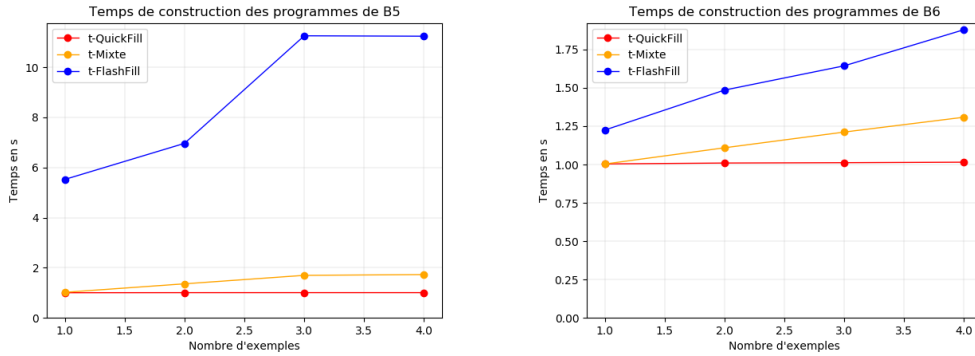 Temps de construction des programmes de B5
t-QuickFill
t-Mixte
t-FlashFill
Temps en s
10
8
6
4
2
0
1.0 1.5 2.0 2.5 3.0 3.5 4.0
Nombre d'exemples
Temps de construction des programmes de B6
t-QuickFill
t-Mixte
t-FlashFill
Temps en s
1.75
1.50
1.25
1.00
0.75
0.50
0.25
0.00
1.0 1.5 2.0 2.5 3.0 3.5 4.0
Nombre d'exemples